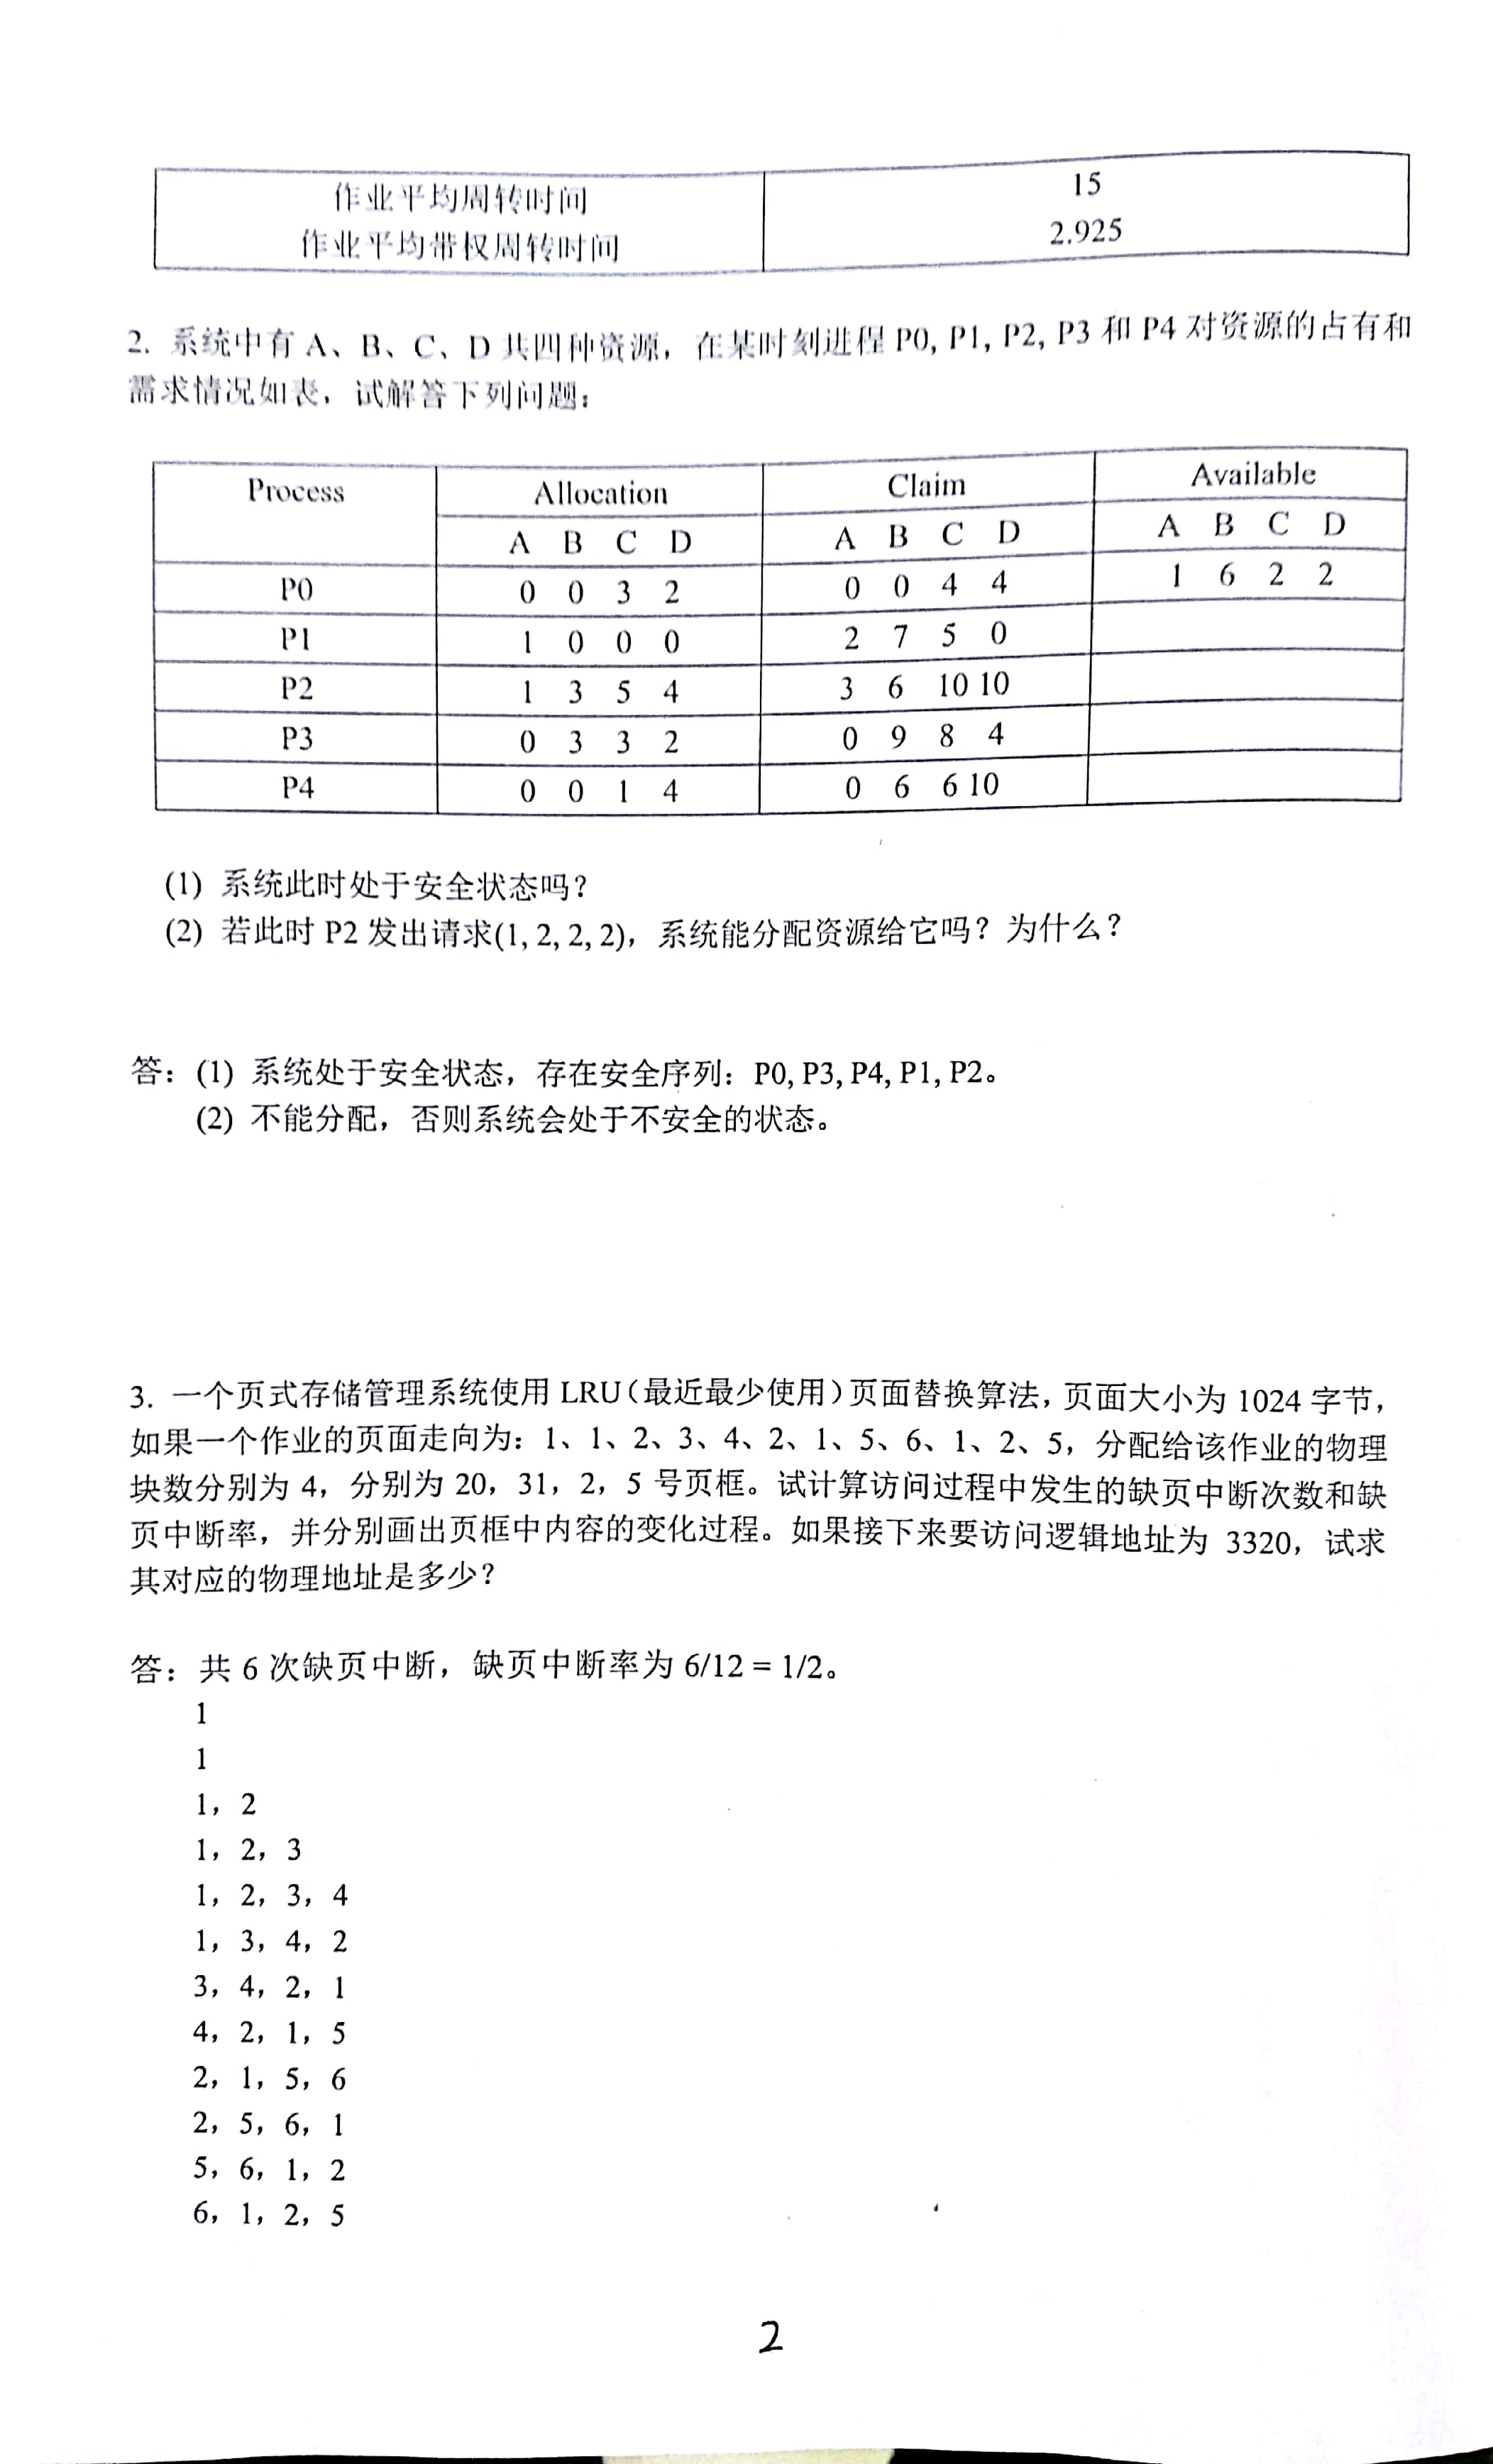 作业平均周转时间 15
作业平均带权周转时间 2.925
2. 系统中有 A、B、C、D 共四种资源，在某时刻进程 P0, P1, P2, P3 和 P4 对资源的占有和
需求情况如表，试解答下列问题：
Process Allocation Claim Available
A B C D A B C D A B C D
P0 0 0 3 2 0 0 4 4 1 6 2 2
P1 1 0 0 0 2 7 5 0
P2 1 3 5 4 3 6 10 10
P3 0 3 3 2 0 9 8 4
P4 0 0 1 4 0 6 6 10
(1) 系统此时处于安全状态吗？
(2) 若此时 P2 发出请求(1, 2, 2, 2)，系统能分配资源给它吗？为什么？
答：(1) 系统处于安全状态，存在安全序列：P0, P3, P4, P1, P2。
(2) 不能分配，否则系统会处于不安全的状态。
3. 一个页式存储管理系统使用 LRU（最近最少使用）页面替换算法，页面大小为 1024 字节，
如果一个作业的页面走向为：1、1、2、3、4、2、1、5、6、1、2、5，分配给该作业的物理
块数分别为 4，分别为 20，31，2，5 号页框。试计算访问过程中发生的缺页中断次数和缺
页中断率，并分别画出页框中内容的变化过程。如果接下来要访问逻辑地址为 3320，试求
其对应的物理地址是多少？
答：共 6 次缺页中断，缺页中断率为 6/12 = 1/2。
1
1
1，2
1，2，3
1，2，3，4
1，3，4，2
3，4，2，1
4，2，1，5
2，1，5，6
2，5，6，1
5，6，1，2
6，1，2，5
2